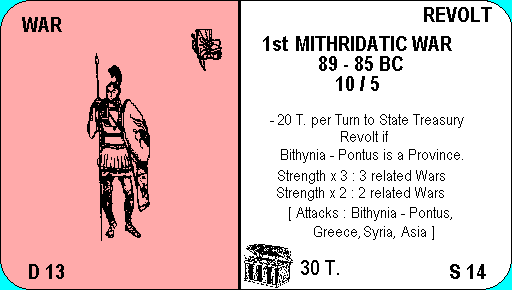 WAR
D 13
REVOLT
1st MITHRIDATIC WAR
89 - 85 BC
10 / 5
- 20 T. per Turn to State Treasury
Revolt if
Bithynia - Pontus is a Province.
Strength x 3 : 3 related Wars
Strength x 2 : 2 related Wars
[ Attacks : Bithynia - Pontus,
Greece, Syria, Asia ]
30 T.
S 14